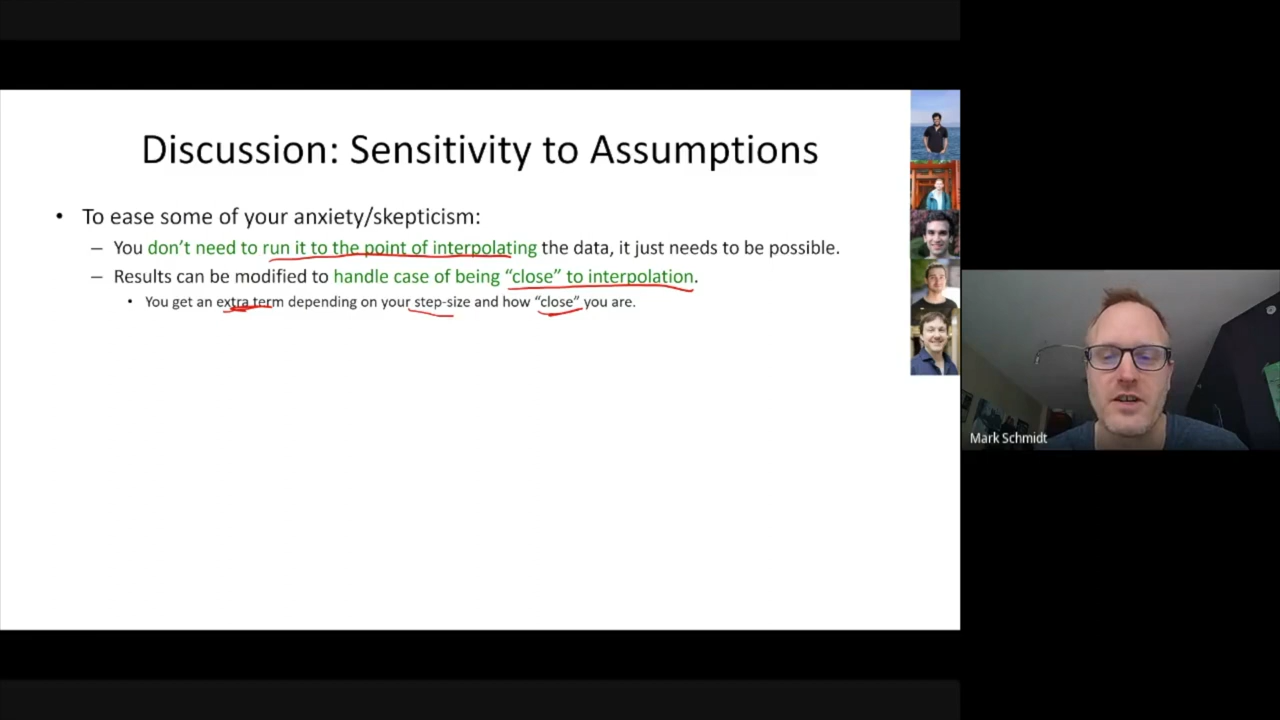 Discussion: Sensitivity to Assumptions
• To ease some of your anxiety/skepticism:
– You don't need to run it to the point of interpolating the data, it just needs to be possible.
– Results can be modified to handle case of being “close” to interpolation.
• You get an extra term depending on your step-size and how “close” you are.
Mark Schmidt